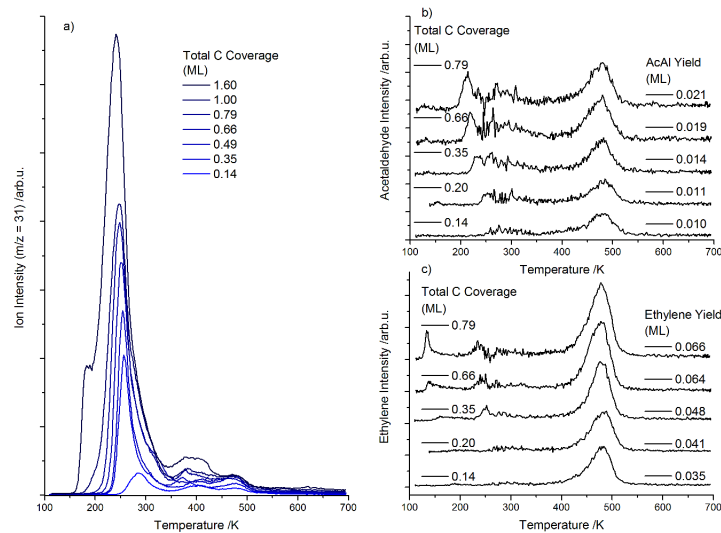 a)
Total C Coverage
(ML)
1.60
1.00
0.79
0.66
0.49
0.35
0.14
Ion Intensity (m/z = 31) /arb.u.
100 200 300 400 500 600 700
Temperature /K
b)
Total C Coverage
(ML)
AcAl Yield
(ML)
0.79
0.021
0.66
0.019
0.35
0.014
0.20
0.011
0.14
0.010
Acetaldehyde Intensity /arb.u.
100 200 300 400 500 600 700
Temperature /K
c)
Total C Coverage
(ML)
Ethylene Yield
(ML)
0.79
0.066
0.66
0.064
0.35
0.048
0.20
0.041
0.14
0.035
Ethylene Intensity /arb.u.
100 200 300 400 500 600 700
Temperature /K